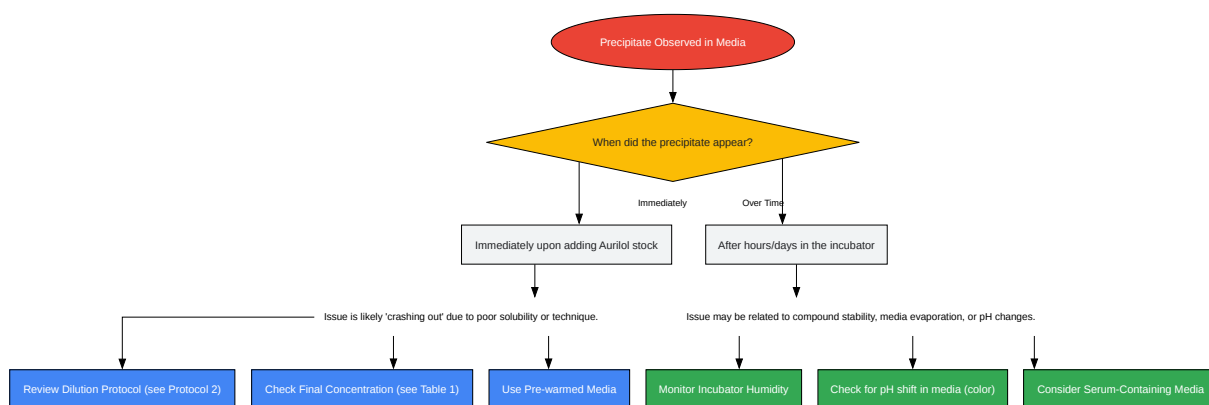 Precipitate Observed in Media
When did the precipitate appear?
Immediately
Over Time
Immediately upon adding Aurilol stock
After hours/days in the incubator
Issue is likely 'crashing out' due to poor solubility or technique.
Issue may be related to compound stability, media evaporation, or pH changes.
Review Dilution Protocol (see Protocol 2)
Check Final Concentration (see Table 1)
Use Pre-warmed Media
Monitor Incubator Humidity
Check for pH shift in media (color)
Consider Serum-Containing Media